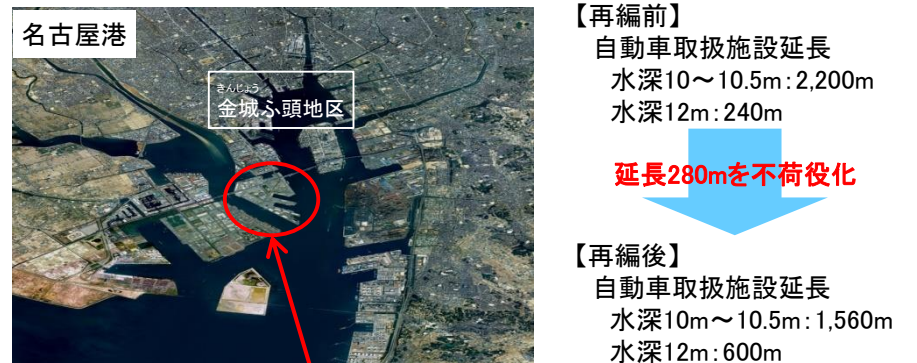 名古屋港
きんじょう
金城ふ頭地区
【再編前】
自動車取扱施設延長
水深10～10.5m：2,200m
水深12m：240m
延長280mを不荷役化
【再編後】
自動車取扱施設延長
水深10m～10.5m：1,560m
水深12m：600m